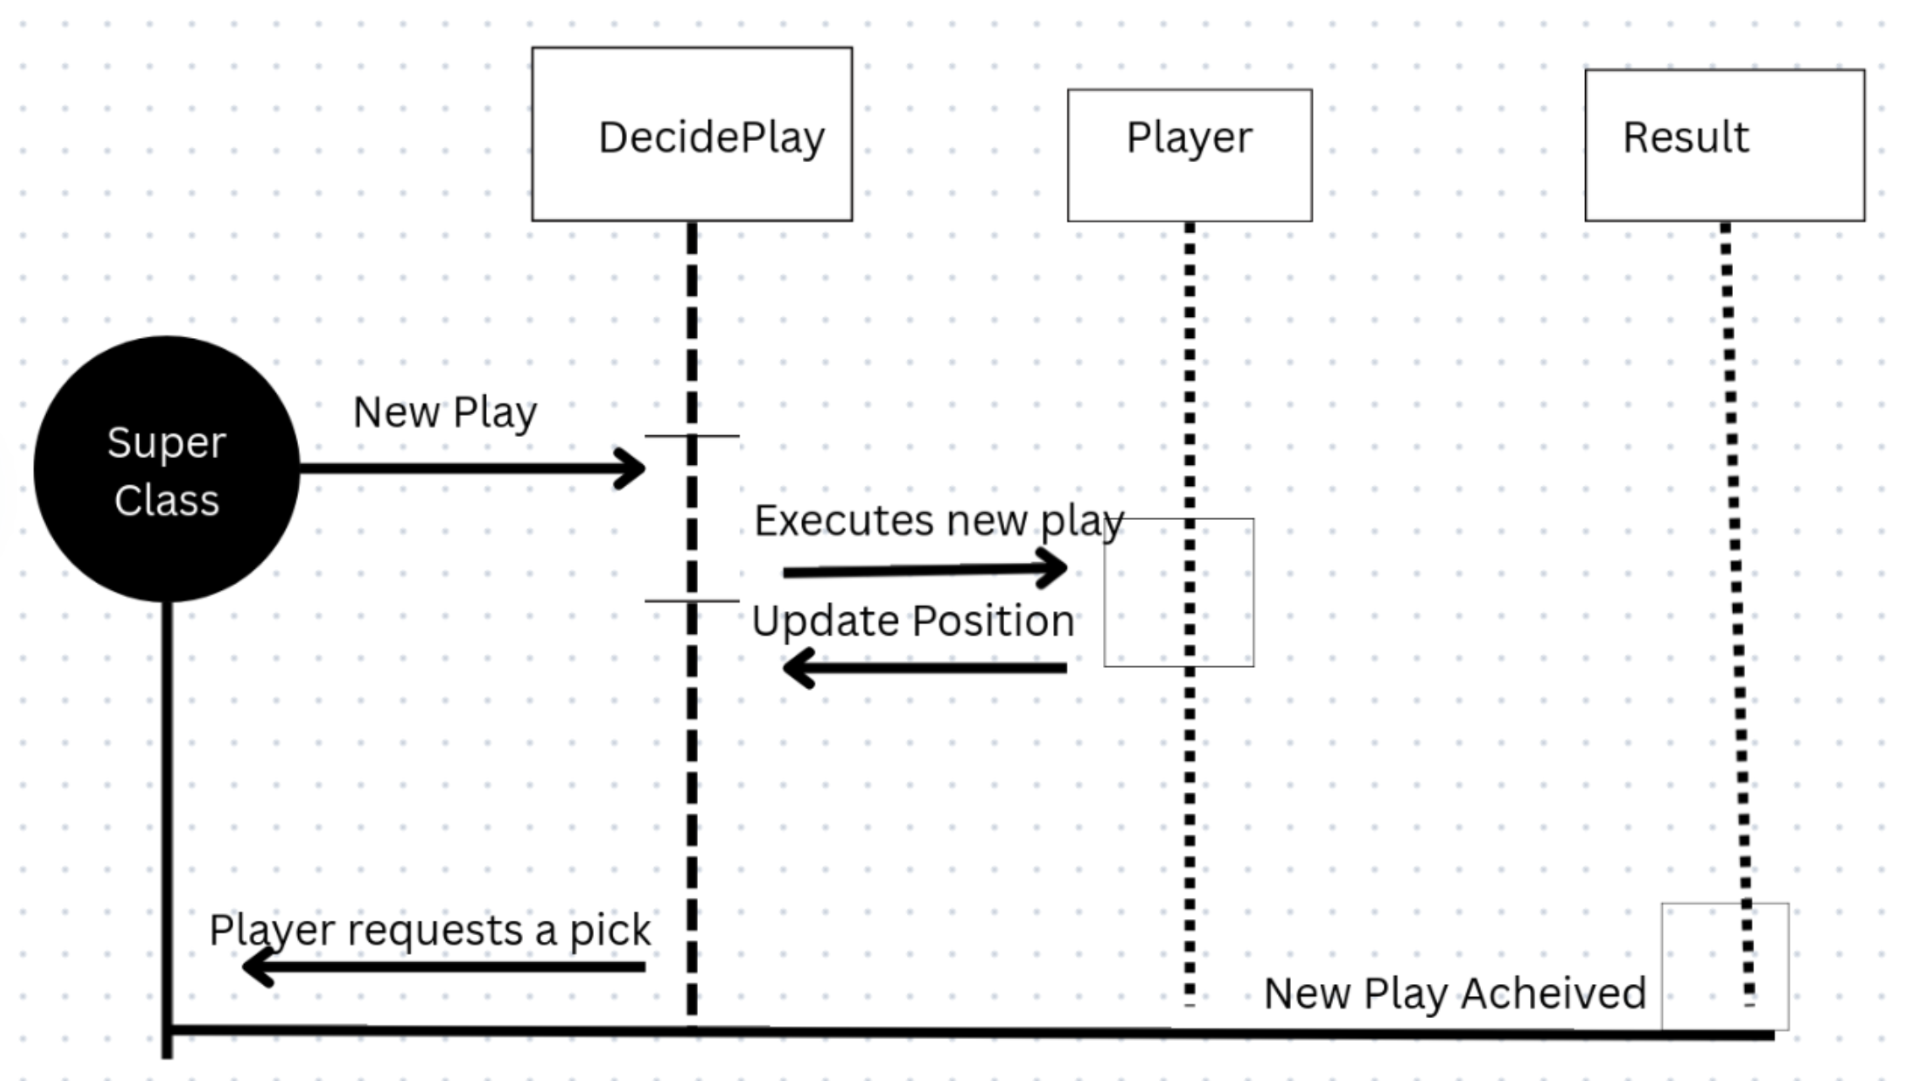 DecidePlay
Player
Result
New Play
Super
Class
Executes new play
Update Position
Player requests a pick
New Play Acheived